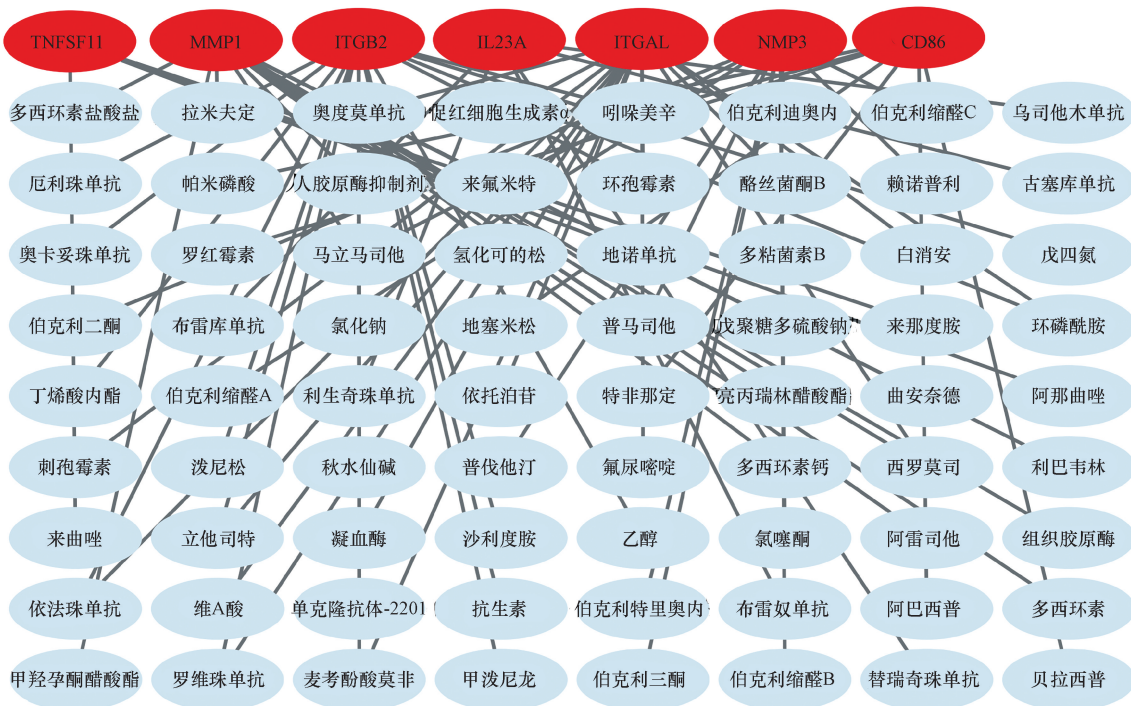 TNFSF11 MMP1 ITGB2 IL23A ITGAL NMP3 CD86
多西环素盐酸盐 拉米夫定 奥度莫单抗 促红细胞生成素α 吲哚美辛 伯克利迪奥内 伯克利缩醛C 乌司他木单抗
厄利珠单抗 帕米磷酸 人胶原酶抑制剂 来氟米特 环孢霉素 酪丝菌酮B 赖诺普利 古塞库单抗
奥卡妥珠单抗 罗红霉素 马立马司他 氢化可的松 地诺单抗 多粘菌素B 白消安 戊四氮
伯克利二酮 布雷库单抗 氯化钠 地塞米松 普马司他 戊聚糖多硫酸钠 来那度胺 环磷酰胺
丁烯酸内酯 伯克利缩醛A 利生奇珠单抗 依托泊苷 特非那定 亮丙瑞林醋酸酯 曲安奈德 阿那曲唑
刺孢霉素 泼尼松 秋水仙碱 普伐他汀 氟尿嘧啶 多西环素钙 西罗莫司 利巴韦林
来曲唑 立他司特 凝血酶 沙利度胺 乙醇 氯噻酮 阿雷司他 组织胶原酶
依法珠单抗 维A酸 单克隆抗体-2201 抗生素 伯克利特里奥内 布雷奴单抗 阿巴西普 多西环素
甲羟孕酮醋酸酯 罗维珠单抗 麦考酚酸莫非 甲泼尼龙 伯克利三酮 伯克利缩醛B 替瑞奇珠单抗 贝拉西普